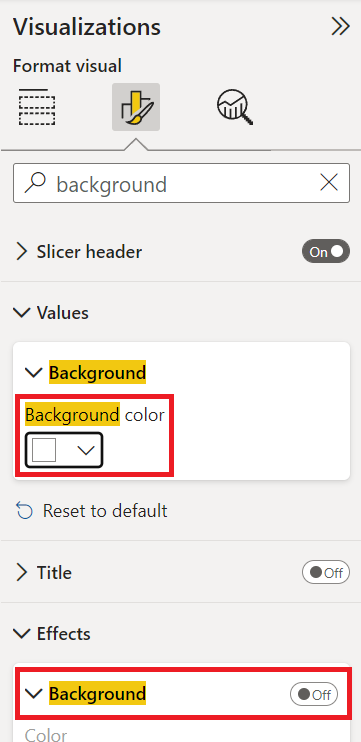 Visualizations
Format visual
background
Slicer header On
Values
Background
Background color
Reset to default
Title Off
Effects
Background Off
Color